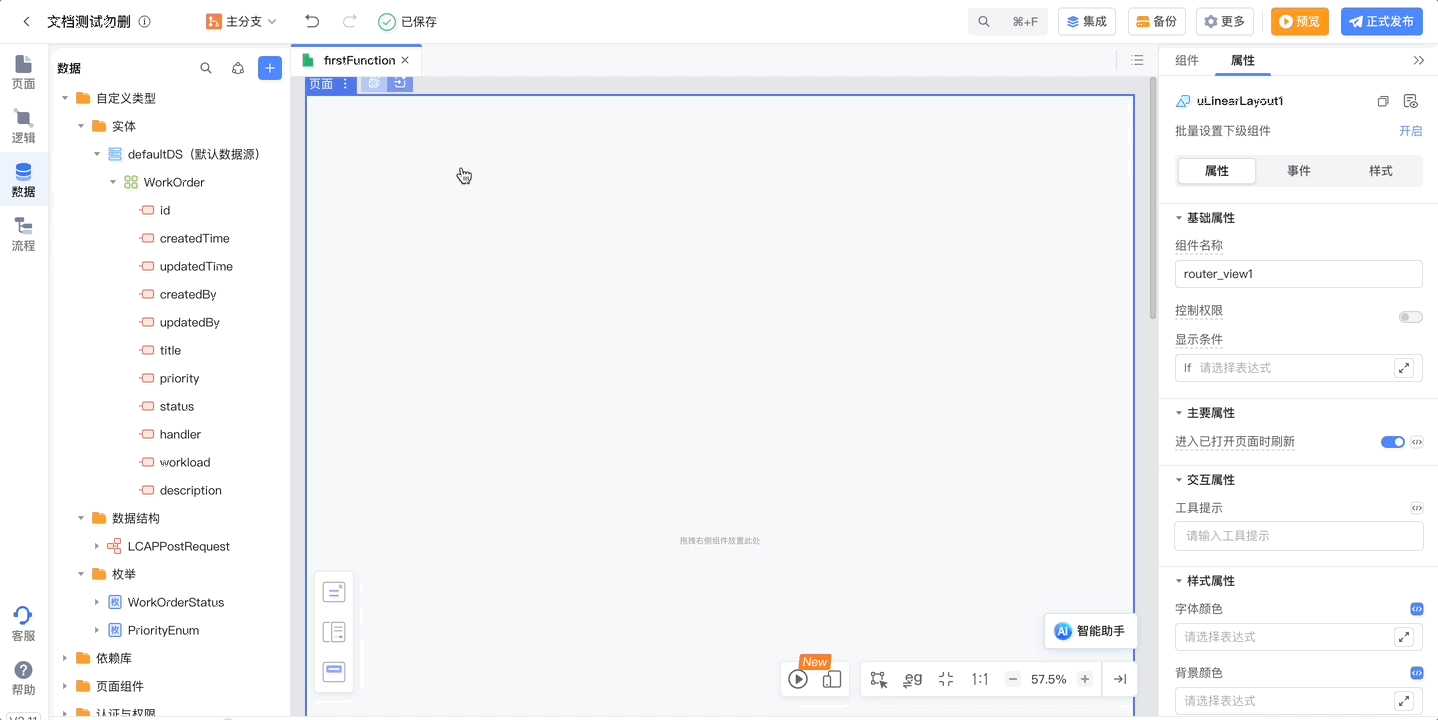 文档测试勿删
主分支
已保存
⌘+F
集成
备份
更多
预览
正式发布
页面
逻辑
数据
流程
客服
帮助
数据
自定义类型
实体
defaultDS（默认数据源）
WorkOrder
id
createdTime
updatedTime
createdBy
updatedBy
title
priority
status
handler
workload
description
数据结构
LCAPPostRequest
枚举
枚 WorkOrderStatus
枚 PriorityEnum
依赖库
页面组件
认证与权限
firstFunction
页面
拖拽右侧组件放置此处
AI 智能助手
New
eg
1:1
57.5%
组件
属性
uLinearLayout1
批量设置下级组件
开启
属性
事件
样式
基础属性
组件名称
router_view1
控制权限
显示条件
If 请选择表达式
主要属性
进入已打开页面时刷新
交互属性
工具提示
请输入工具提示
样式属性
字体颜色
请选择表达式
背景颜色
请选择表达式